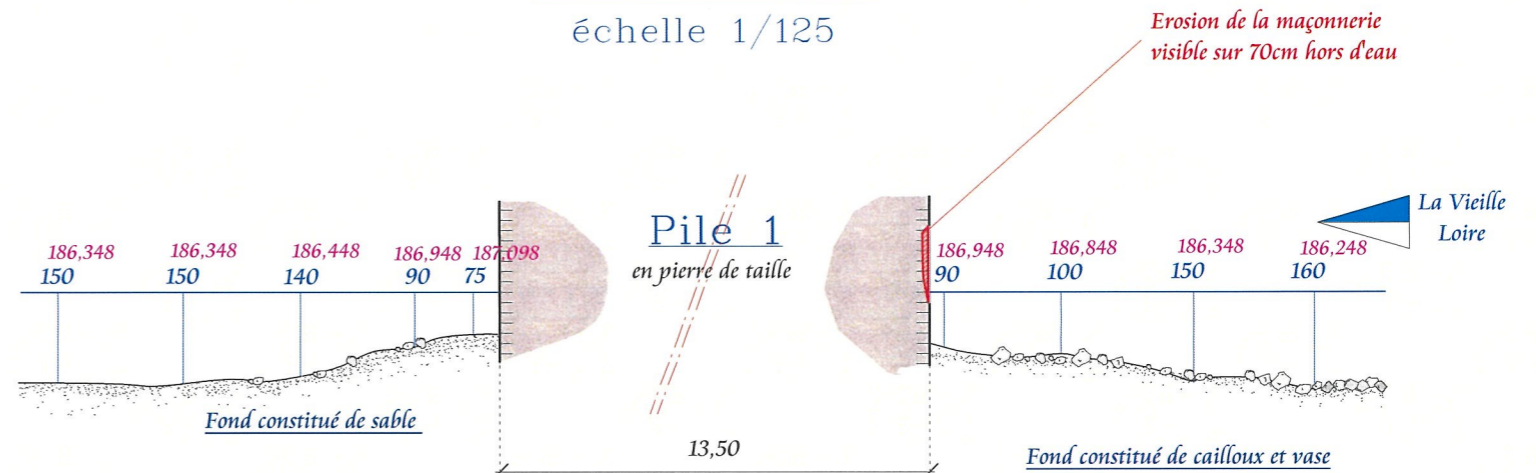 échelle 1/125
Erosion de la maçonnerie
visible sur 70cm hors d'eau
La Vieille
Loire
Pile 1
en pierre de taille
186,348 186,348 186,448 186,948 187,098
150 150 140 90 75
186,948 186,848 186,348 186,248
90 100 150 160
Fond constitué de sable
13,50
Fond constitué de cailloux et vase